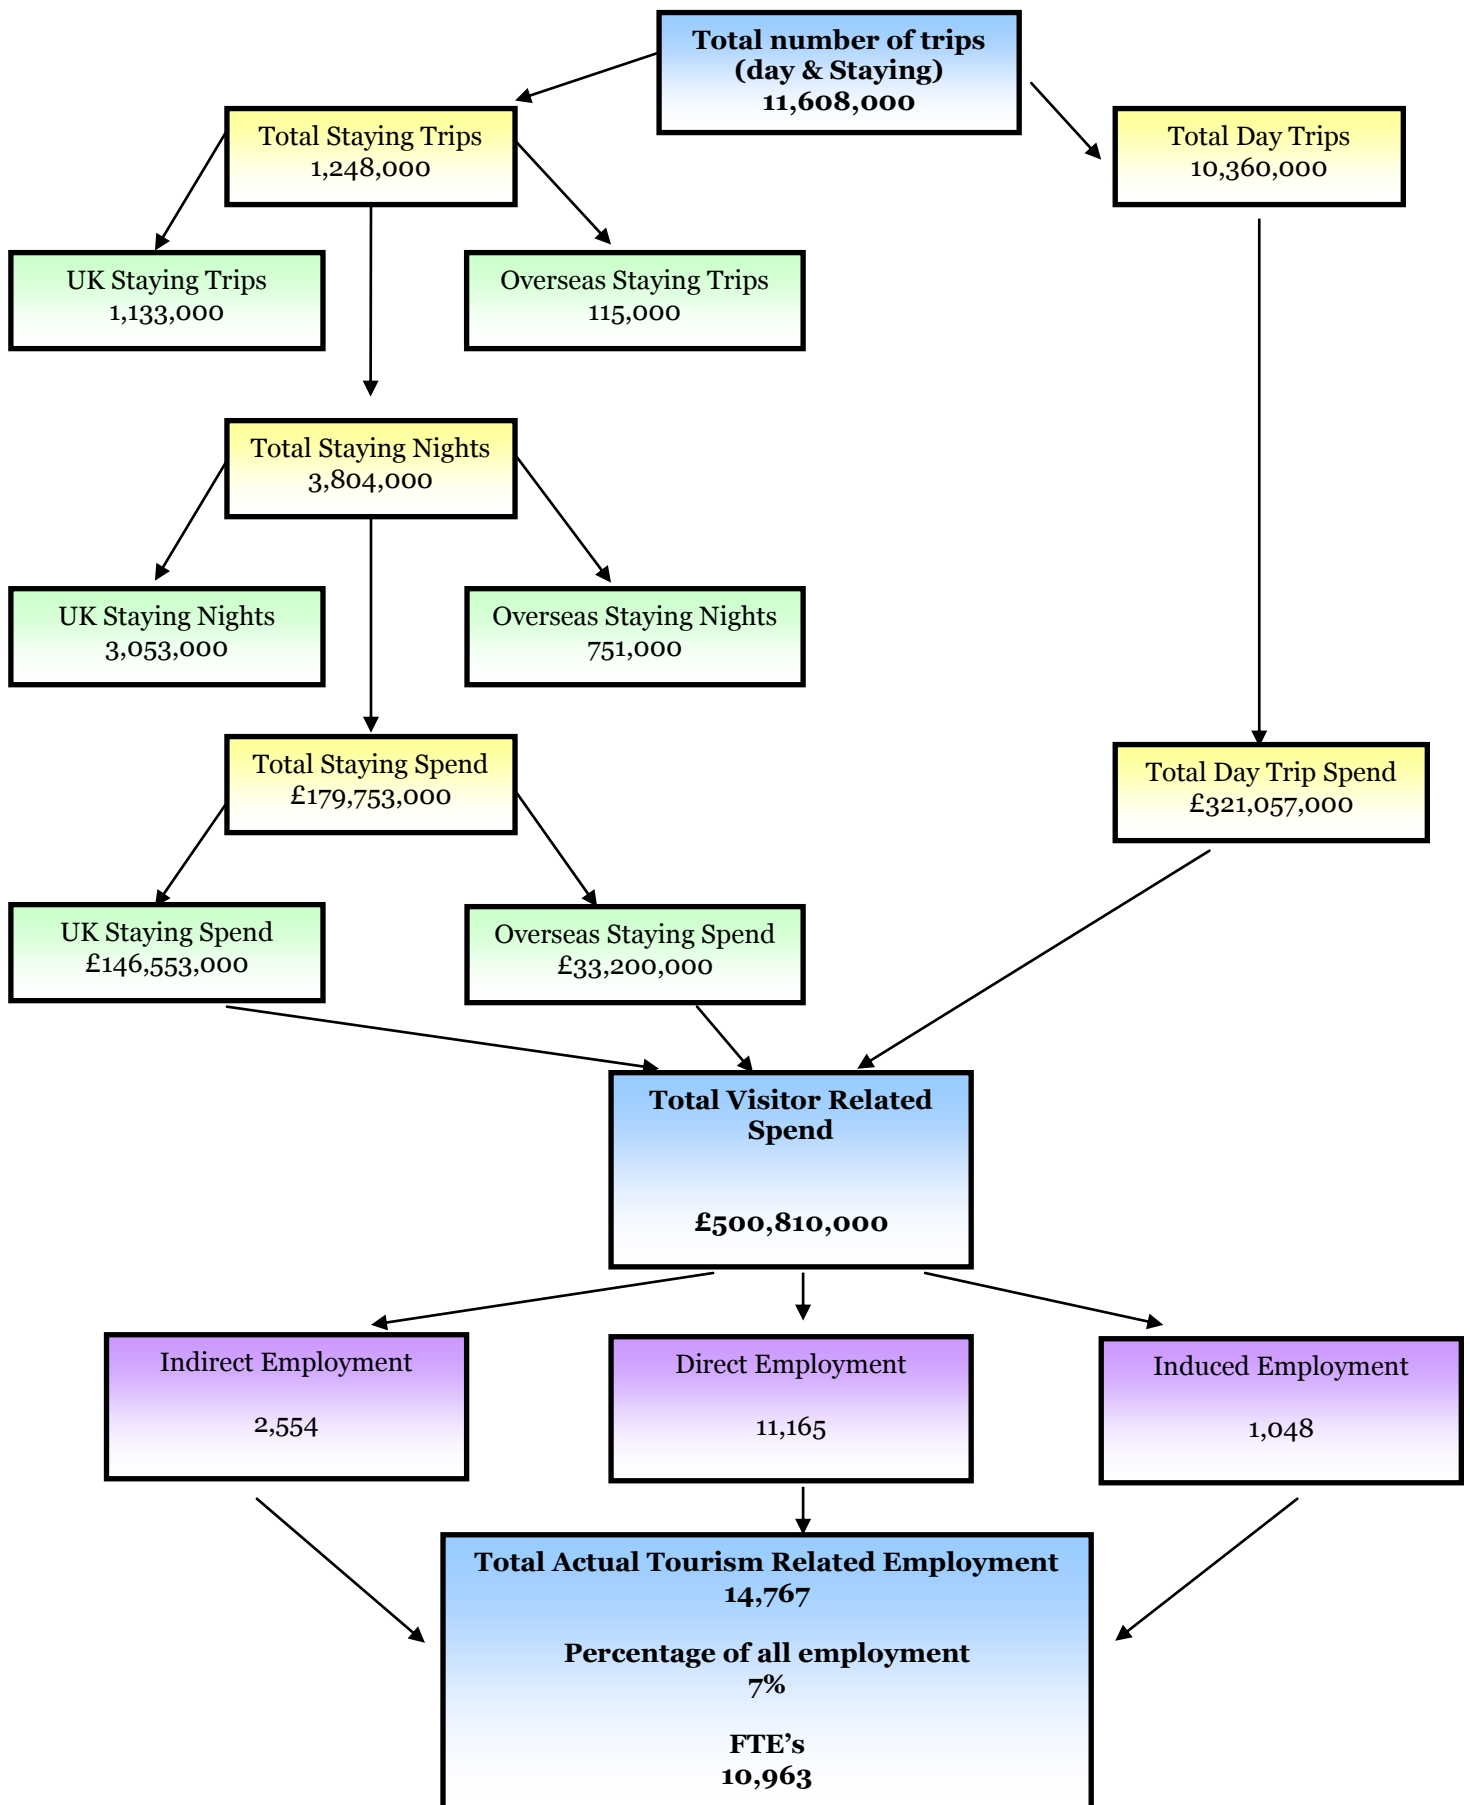 Total number of trips
(day & Staying)
11,608,000
Total Staying Trips
1,248,000
Total Day Trips
10,360,000
UK Staying Trips
1,133,000
Overseas Staying Trips
115,000
Total Staying Nights
3,804,000
UK Staying Nights
3,053,000
Overseas Staying Nights
751,000
Total Staying Spend
£179,753,000
Total Day Trip Spend
£321,057,000
UK Staying Spend
£146,553,000
Overseas Staying Spend
£33,200,000
Total Visitor Related
Spend
£500,810,000
Indirect Employment
2,554
Direct Employment
11,165
Induced Employment
1,048
Total Actual Tourism Related Employment
14,767
Percentage of all employment
7%
FTE’s
10,963